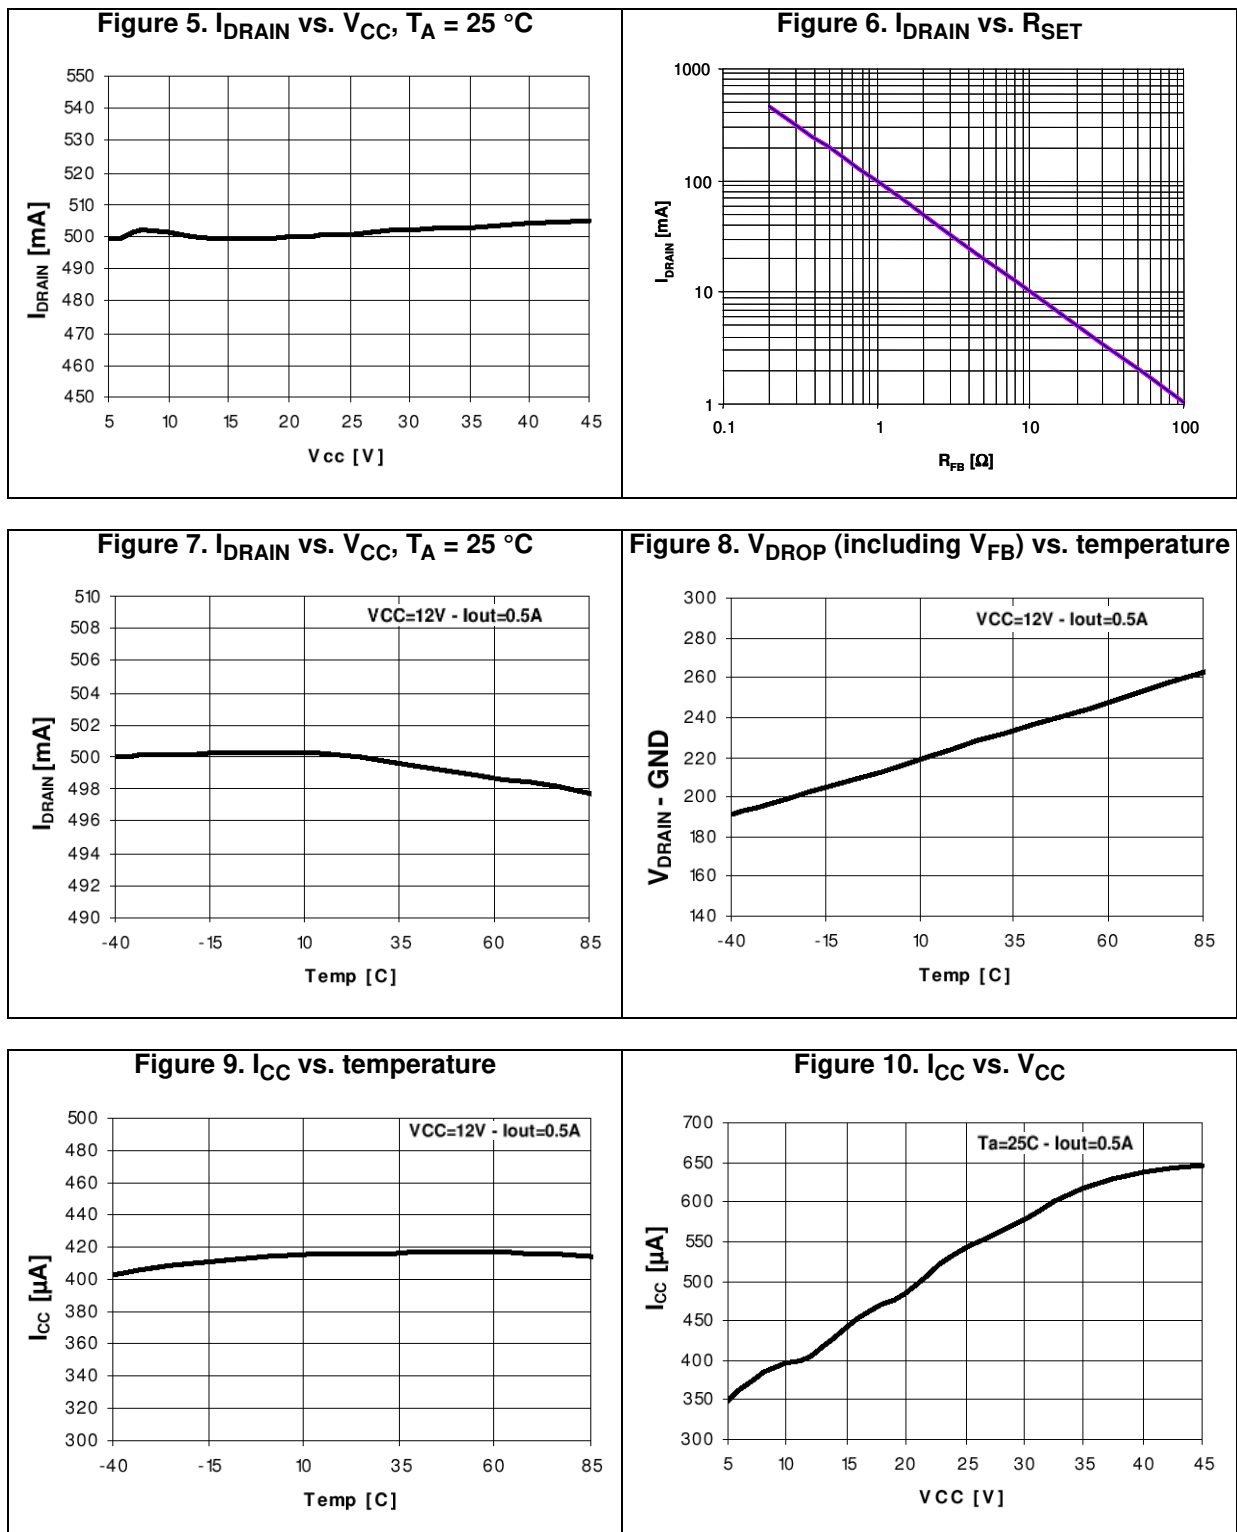 Figure 5. IDRAIN vs. VCC, TA = 25 °C
550
540
530
520
510
500
490
480
470
460
450
IDRAIN [mA]
5 10 15 20 25 30 35 40 45
Vcc [V]
Figure 6. IDRAIN vs. RSET
1000
100
10
1
IDRAIN [mA]
0.1 1 10 100
RFB [Ω]
Figure 7. IDRAIN vs. VCC, TA = 25 °C
VCC=12V - Iout=0.5A
510
508
506
504
502
500
498
496
494
492
490
IDRAIN [mA]
-40 -15 10 35 60 85
Temp [C]
Figure 8. VDROP (including VFB) vs. temperature
VCC=12V - Iout=0.5A
300
280
260
240
220
200
180
160
140
VDRAIN - GND
-40 -15 10 35 60 85
Temp [C]
Figure 9. ICC vs. temperature
VCC=12V - Iout=0.5A
500
480
460
440
420
400
380
360
340
320
300
ICC [µA]
-40 -15 10 35 60 85
Temp [C]
Figure 10. ICC vs. VCC
Ta=25C - Iout=0.5A
700
650
600
550
500
450
400
350
300
ICC [µA]
5 10 15 20 25 30 35 40 45
VCC [V]